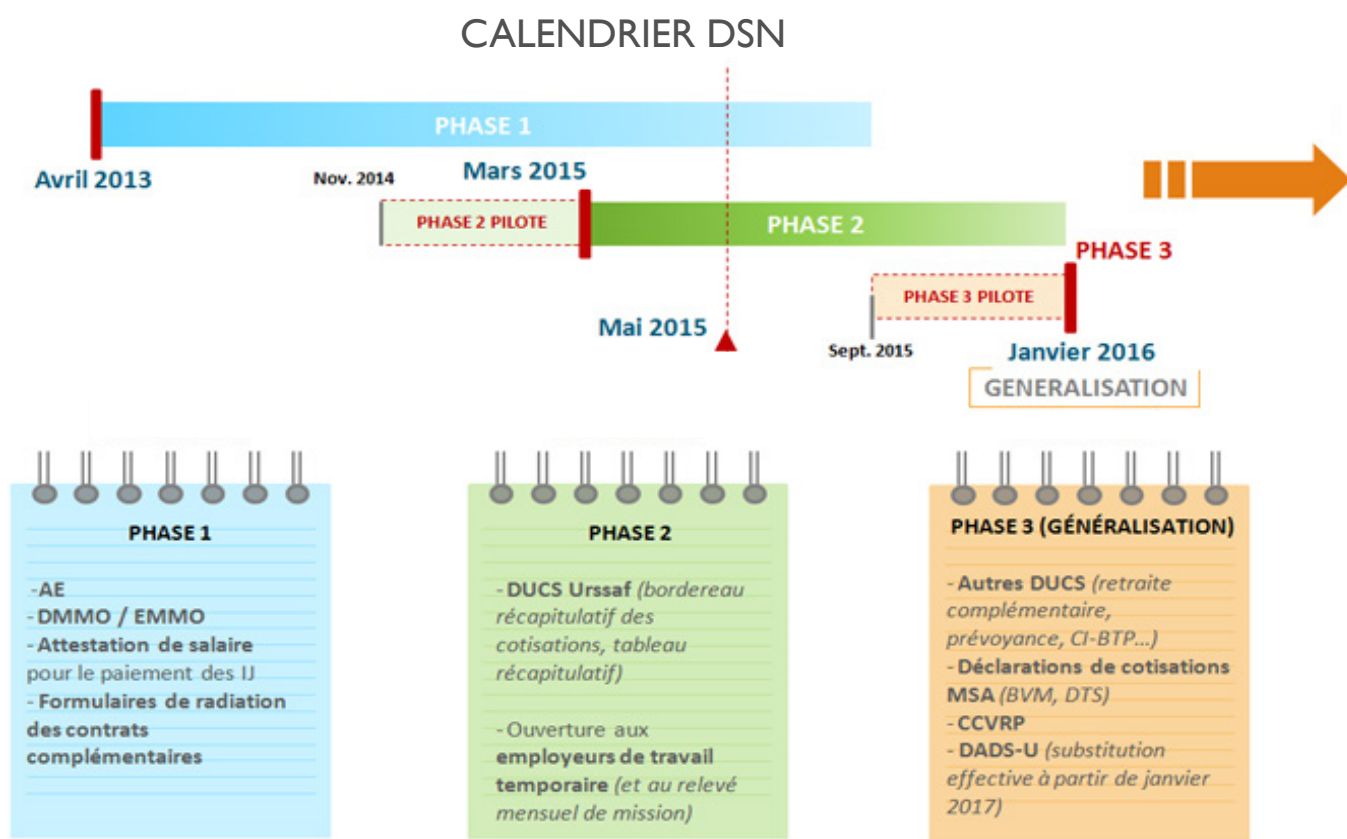 CALENDRIER DSN
PHASE 1
Avril 2013
Nov. 2014
Mars 2015
PHASE 2 PILOTE
PHASE 2
PHASE 3
PHASE 3 PILOTE
Mai 2015
Sept. 2015
Janvier 2016
GENERALISATION
PHASE 1
-AE
-DMMO / EMMO
-Attestation de salaire
pour le paiement des IJ
- Formulaires de radiation
des contrats
complémentaires
PHASE 2
- DUCS Urssaf (bordereau
récapitulatif des
cotisations, tableau
récapitulatif)
- Ouverture aux
employeurs de travail
temporaire (et au relevé
mensuel de mission)
PHASE 3 (GÉNÉRALISATION)
- Autres DUCS (retraite
complémentaire,
prévoyance, CI-BTP...)
-Déclarations de cotisations
MSA (BVM, DTS)
- CCVRP
- DADS-U (substitution
effective à partir de janvier
2017)